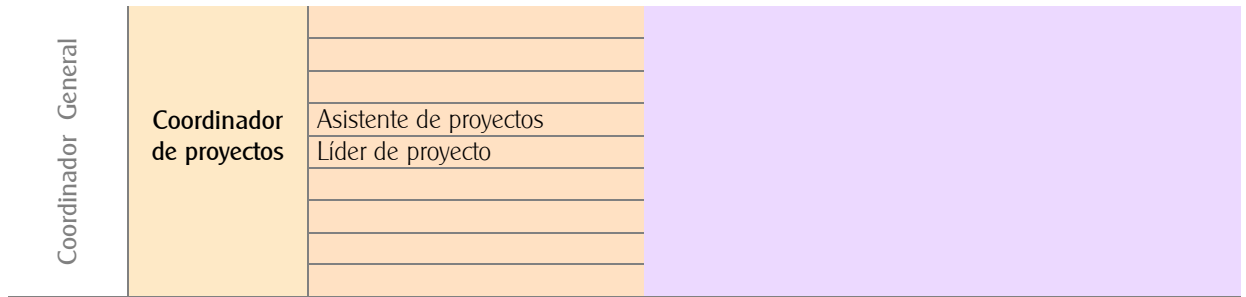 Coordinador General
Coordinador
de proyectos
Asistente de proyectos
Líder de proyecto